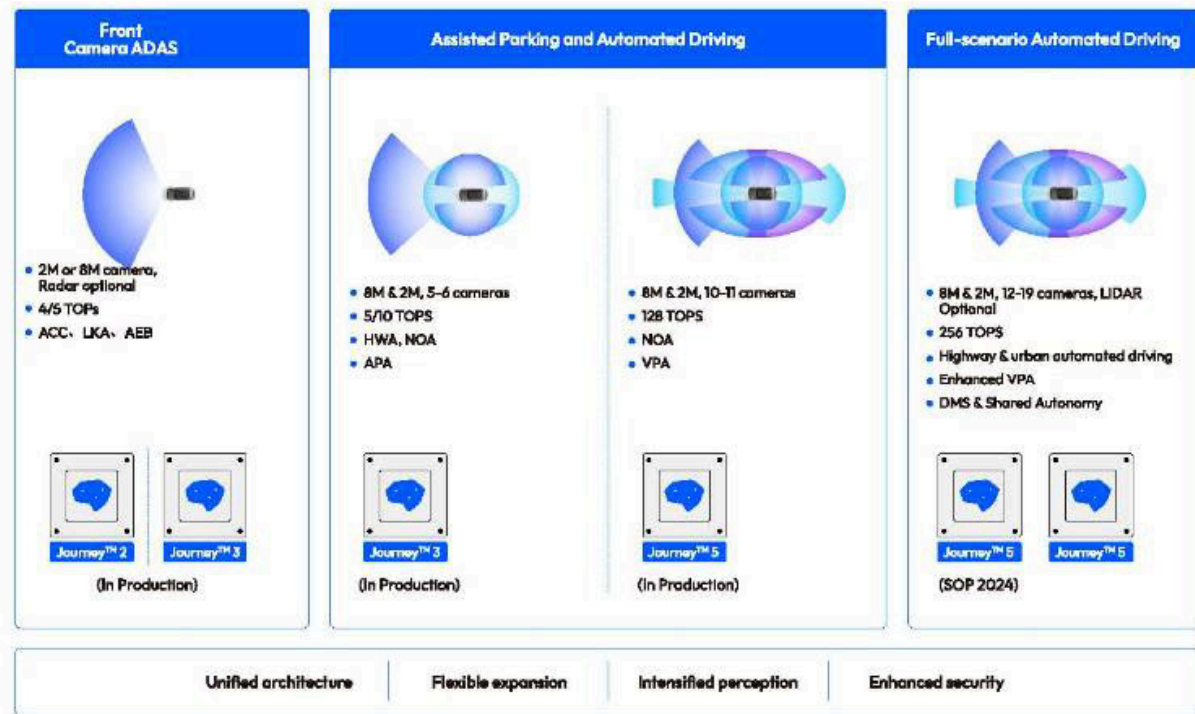 Front
Camera ADAS
2M or 8M camera,
Radar optional
4/5 TOPs
ACC、LKA、AEB
Journey™ 2
Journey™ 3
(In Production)
Assisted Parking and Automated Driving
8M & 2M, 5-6 cameras
5/10 TOPS
HWA, NOA
APA
Journey™ 3
(In Production)
8M & 2M, 10-11 cameras
128 TOPS
NOA
VPA
Journey™ 5
(In Production)
Full-scenario Automated Driving
8M & 2M, 12-19 cameras, LIDAR
Optional
256 TOPS
Highway & urban automated driving
Enhanced VPA
DMS & Shared Autonomy
Journey™ 5
Journey™ 5
(SOP 2024)
Unified architecture
Flexible expansion
Intensified perception
Enhanced security